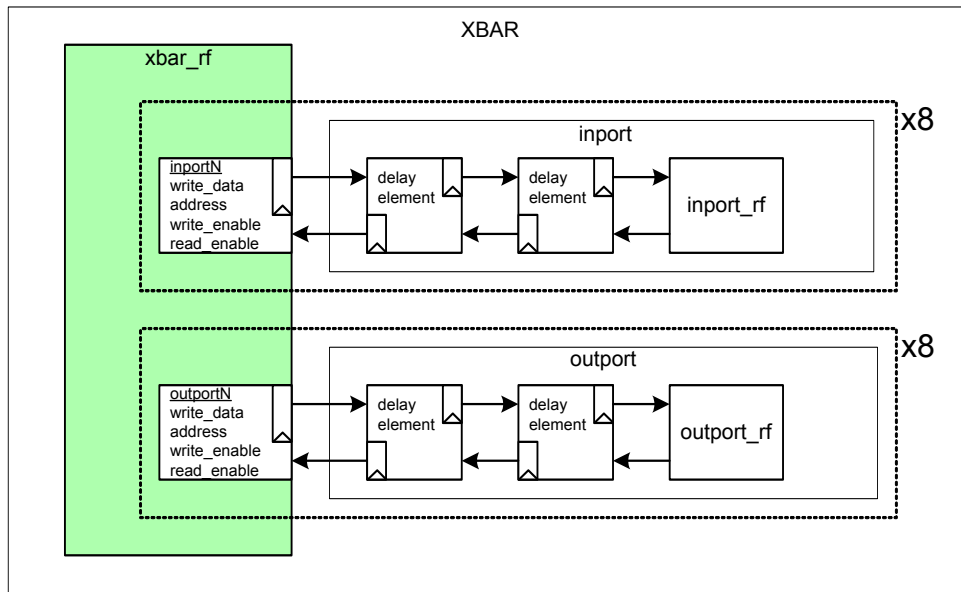 XBAR
xbar_rf
x8
inport
inportN
write_data
address
write_enable
read_enable
delay
element
delay
element
inport_rf
x8
outport
outportN
write_data
address
write_enable
read_enable
delay
element
delay
element
outport_rf